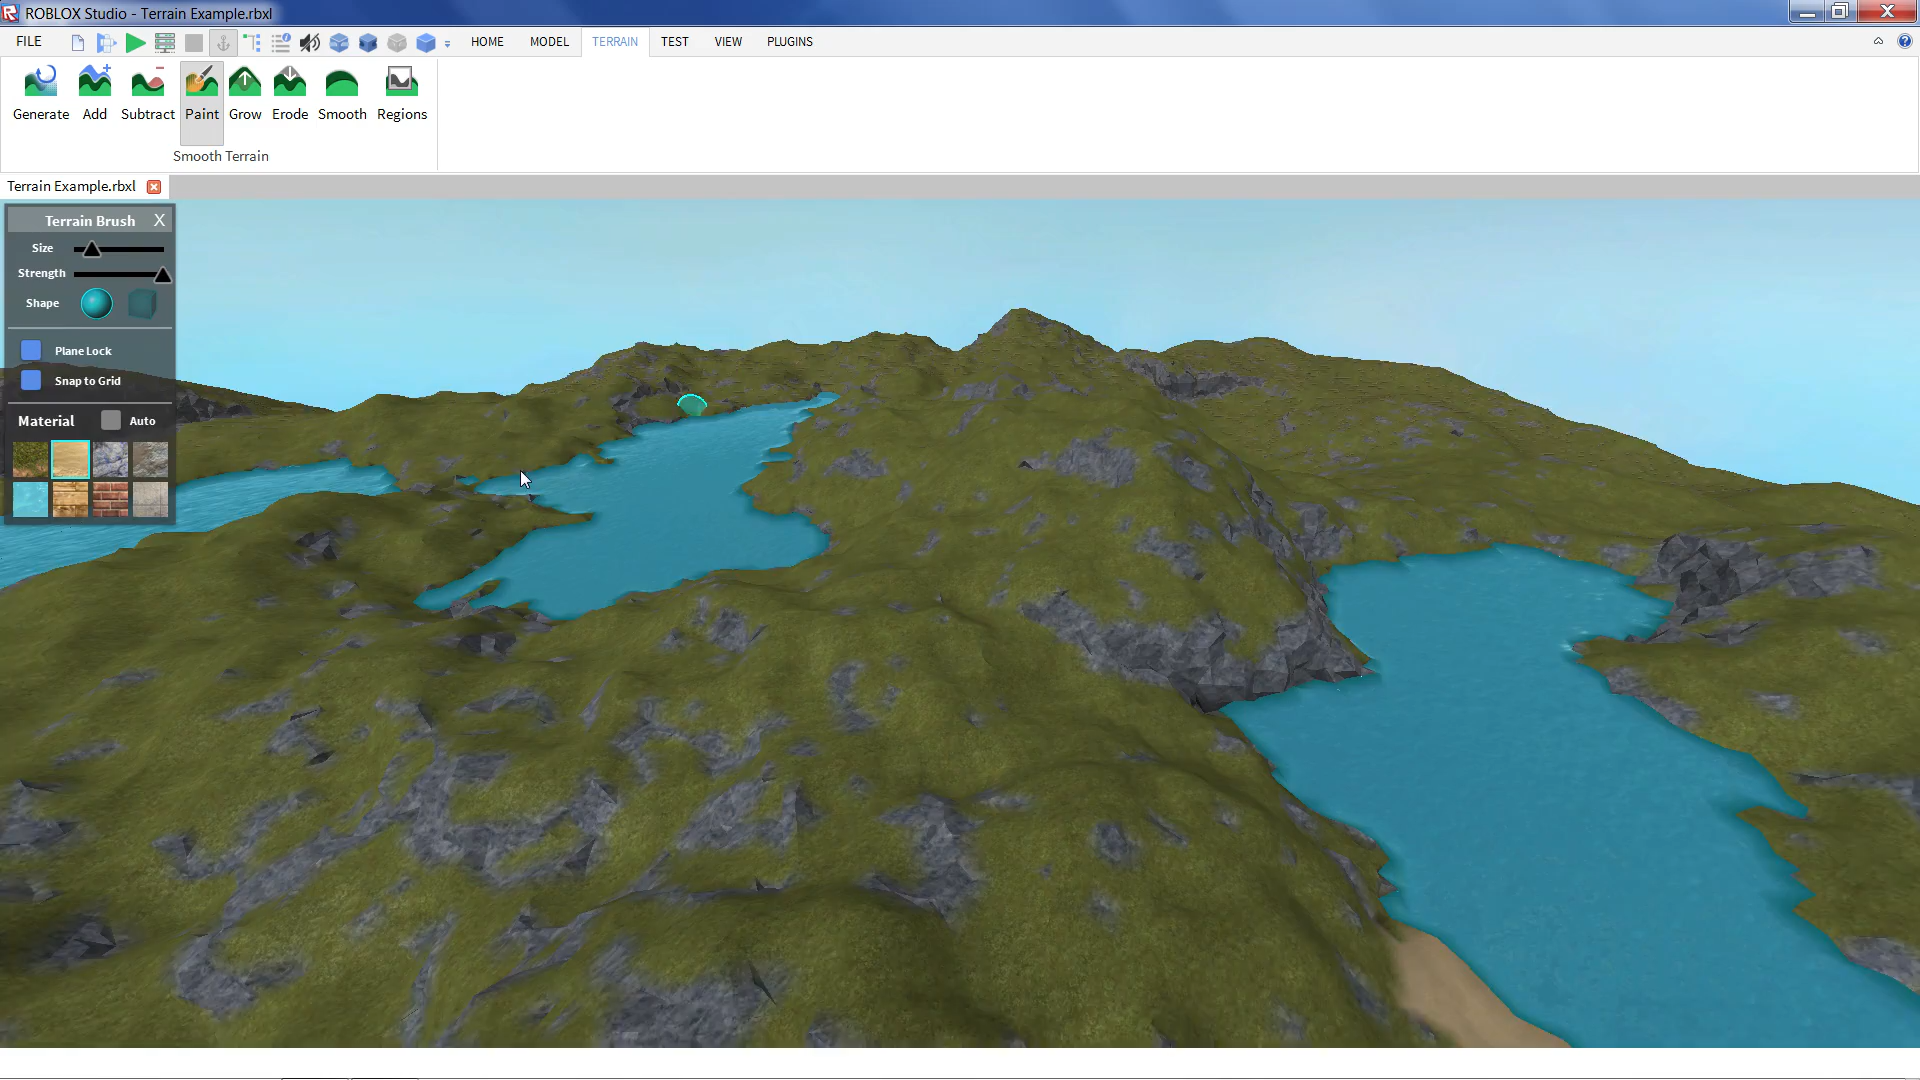 ROBLOX Studio - Terrain Example.rbxl
FILE HOME MODEL TERRAIN TEST VIEW PLUGINS
Generate Add Subtract Paint Grow Erode Smooth Regions
Smooth Terrain
Terrain Example.rbxl
Terrain Brush X
Size
Strength
Shape
Plane Lock
Snap to Grid
Material Auto